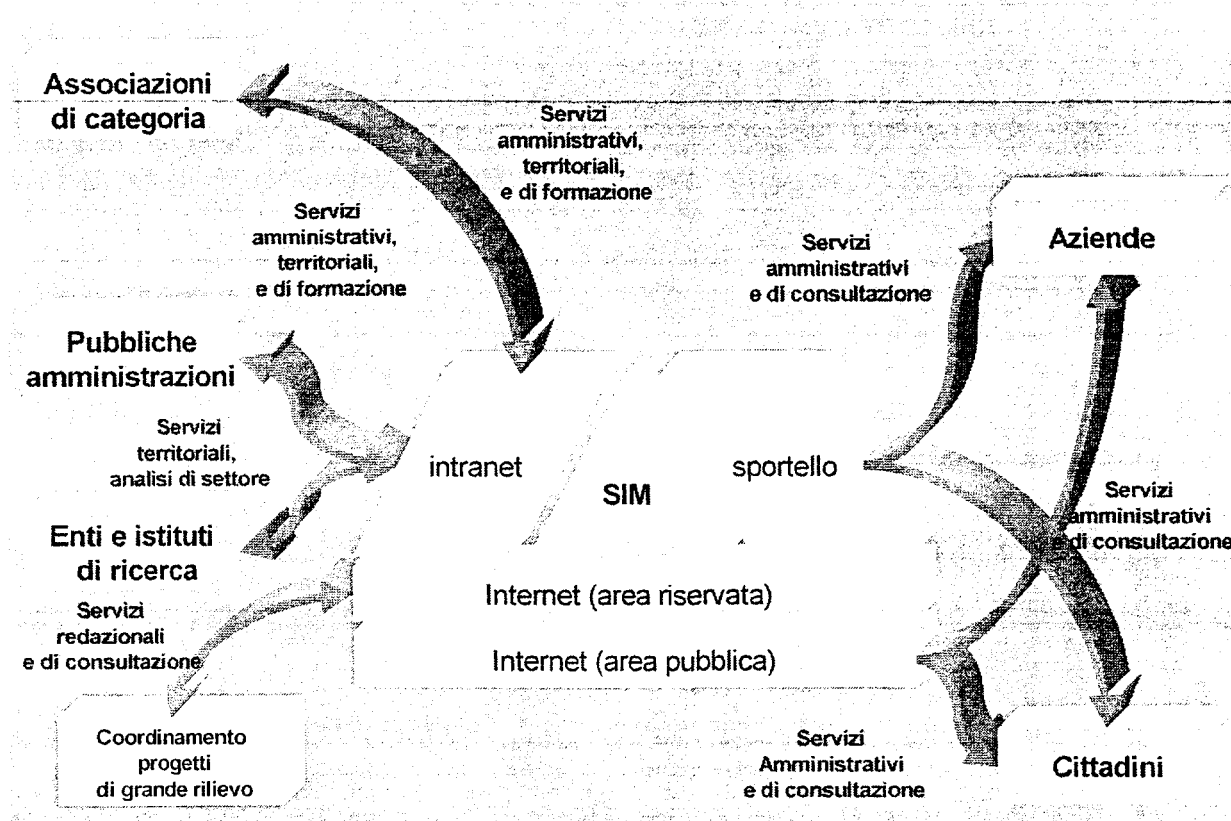 Associazioni
di categoria
Servizi
amministrativi,
territoriali,
e di formazione
Servizi
amministrativi,
territoriali,
e di formazione
Servizi
amministrativi
e di consultazione
Aziende
Pubbliche
amministrazioni
Servizi
territoriali,
analisi di settore
intranet
SIM
sportello
Servizi
amministrativi
e di consultazione
Enti e istituti
di ricerca
Servizi
redazionali
e di consultazione
Internet (area riservata)
Internet (area pubblica)
Coordinamento
progetti
di grande rilievo
Servizi
Amministrativi
e di consultazione
Cittadini